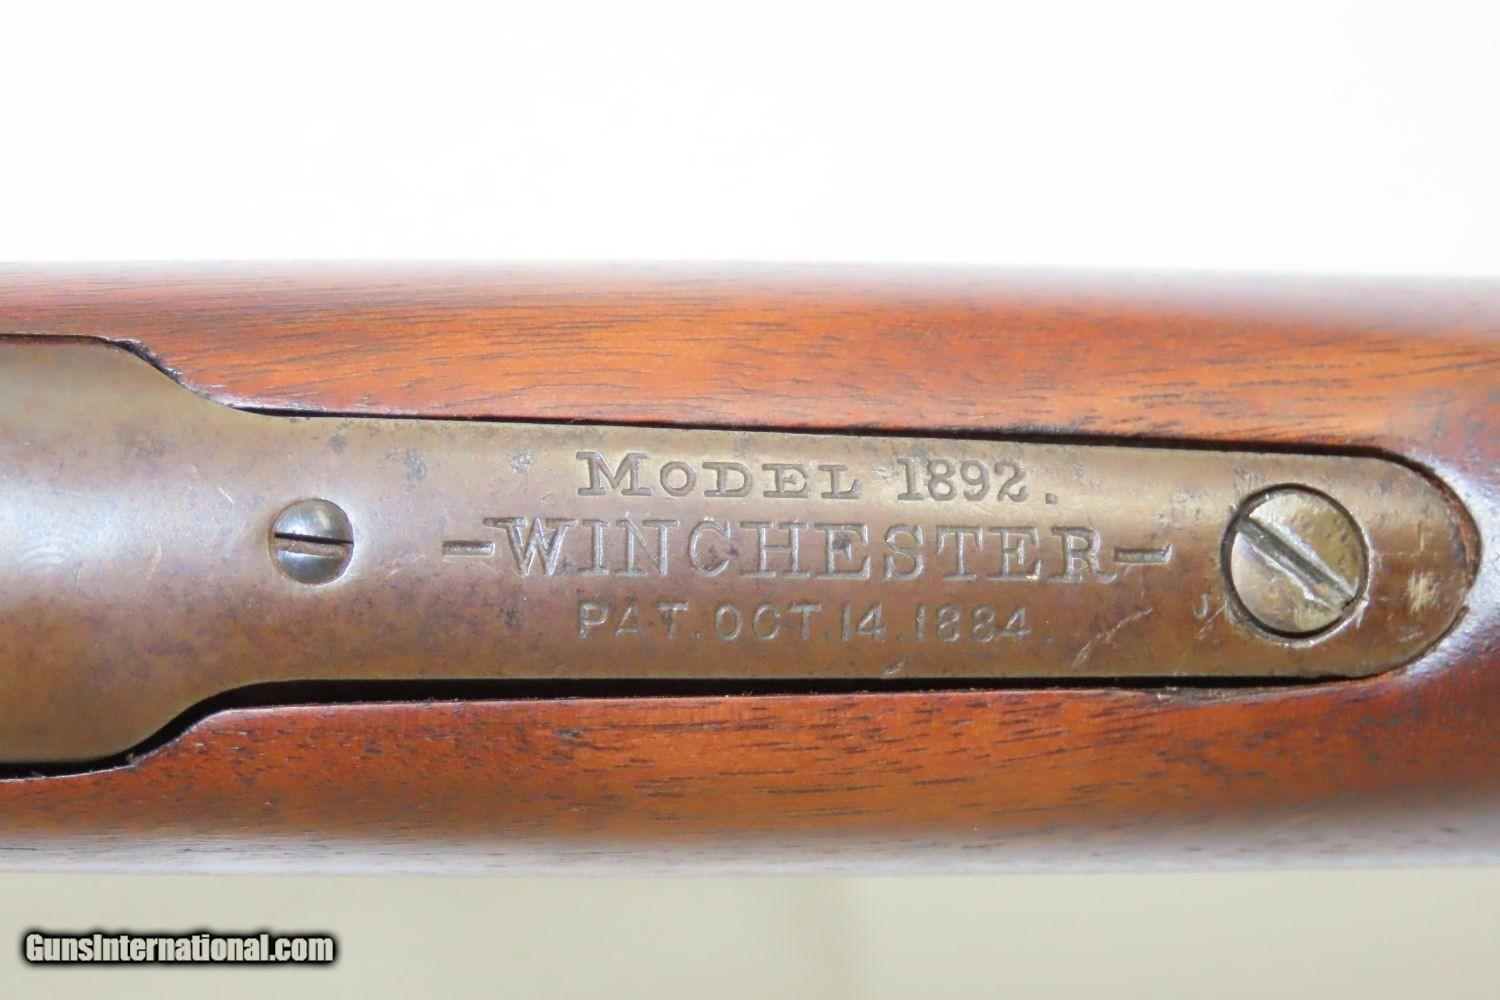 MODEL 1892.
-WINCHESTER-
PAT. OCT. 14. 1884.
GunsInternational.com